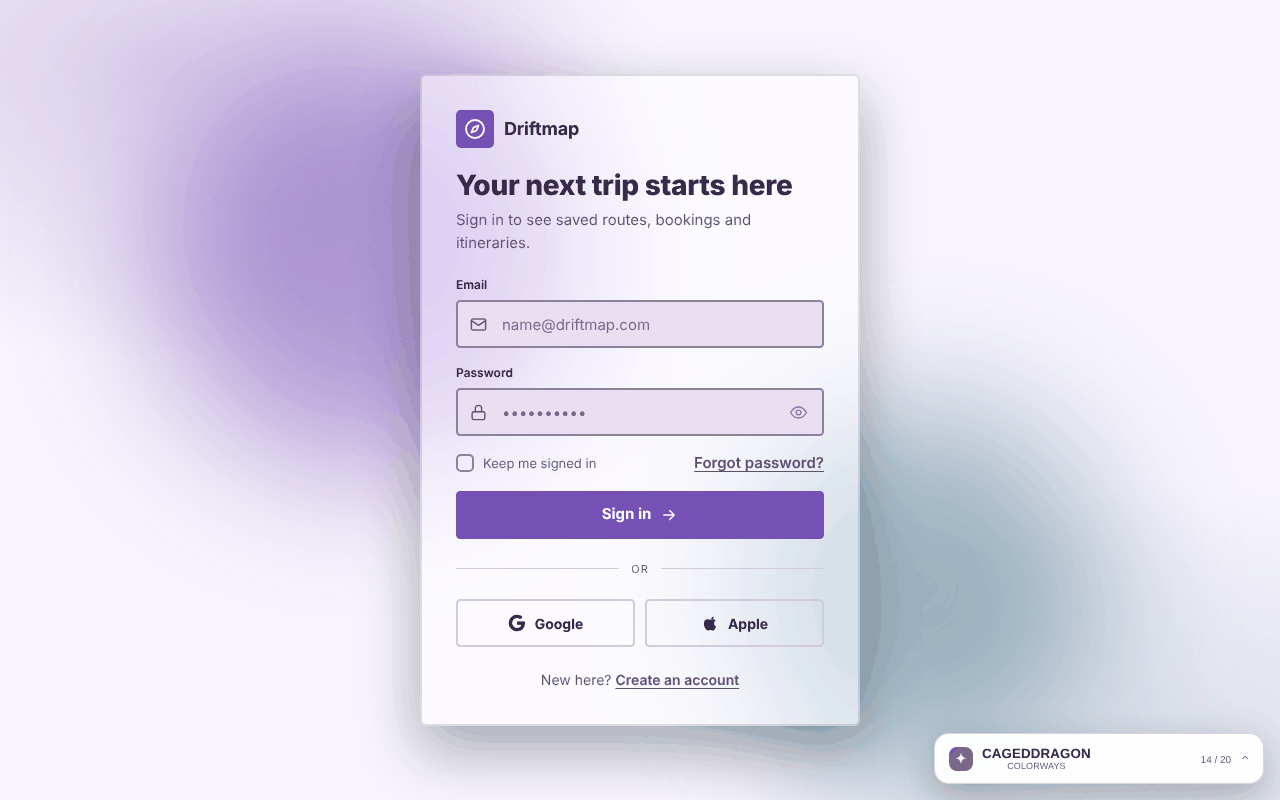 Driftmap
Your next trip starts here
Sign in to see saved routes, bookings and
itineraries.
Email
name@driftmap.com
Password
••••••••••
Keep me signed in
Forgot password?
Sign in →
OR
Google
Apple
New here? Create an account
CAGEDDRAGON
COLORWAYS
14 / 20